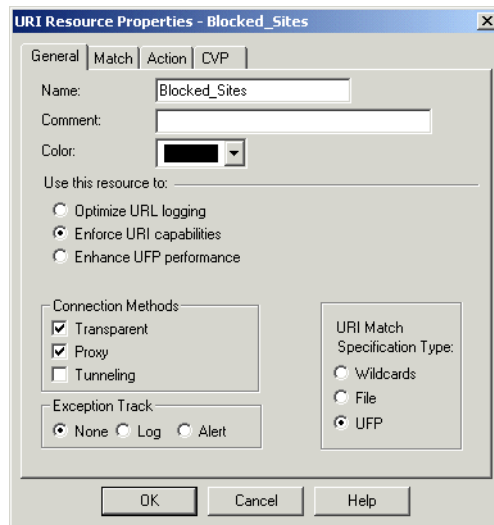 URI Resource Properties - Blocked_Sites
General Match Action CVP
Name: Blocked_Sites
Comment:
Color:
Use this resource to:
Optimize URL logging
Enforce URI capabilities
Enhance UFP performance
Connection Methods
Transparent
Proxy
Tunneling
Exception Track
None Log Alert
URI Match
Specification Type:
Wildcards
File
UFP
OK Cancel Help